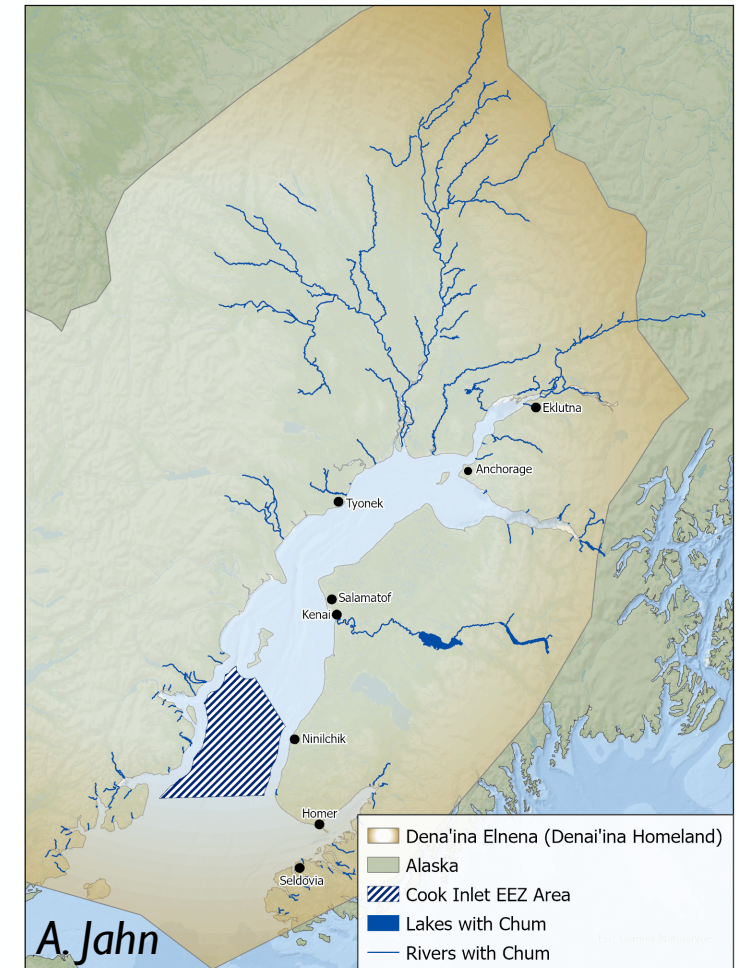 Eklutna
Anchorage
Tyonek
Salamatof
Kenai
Ninilchik
Homer
Seldovia
Dena'ina Elnena (Denai'ina Homeland)
Alaska
Cook Inlet EEZ Area
Lakes with Chum
Rivers with Chum
A. Jahn